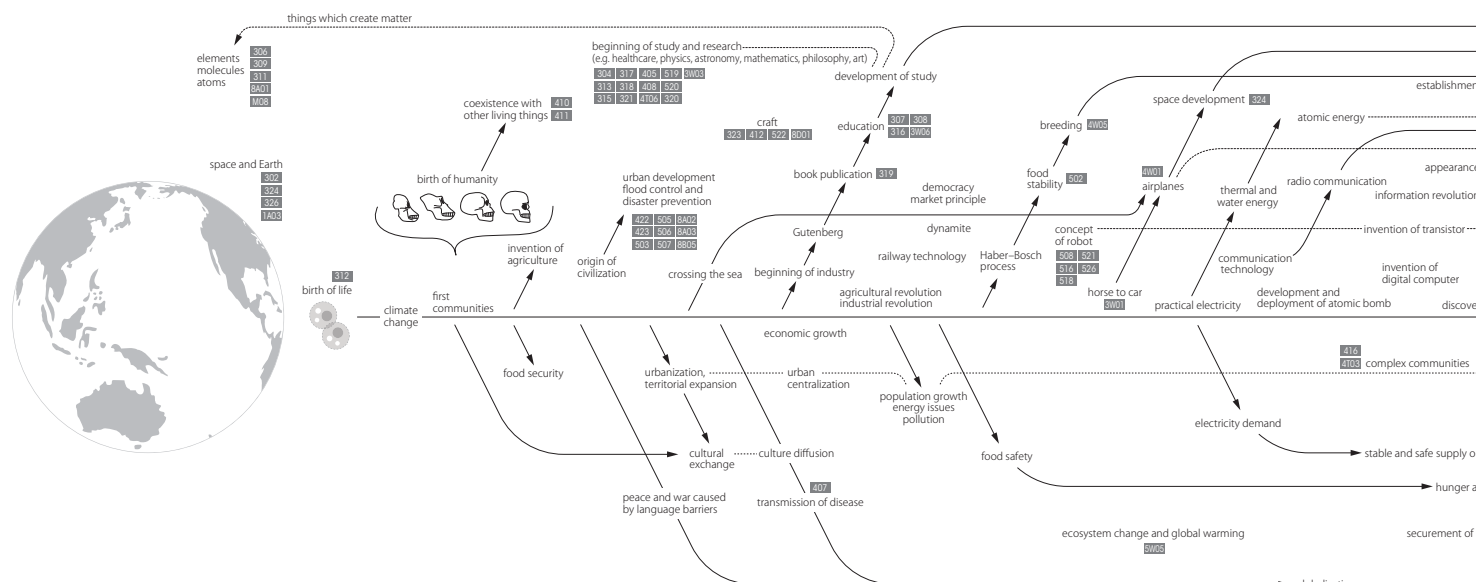 things which create matter
elements
molecules
atoms
306
309
311
8A01
M08
beginning of study and research
(e.g. healthcare, physics, astronomy, mathematics, philosophy, art)
304 317 405 519 3W03
313 318 408 520
315 321 4T06 320
development of study
coexistence with
other living things
410
411
craft
323 412 522 8D01
education
307 308
316 3W06
space development 324
establishmen
atomic energy
breeding 4W05
space and Earth
302
324
326
1A03
birth of humanity
urban development
flood control and
disaster prevention
422 505 8A02
423 506 8A03
503 507 8B05
book publication 319
democracy
market principle
food
stability 502
4W01
airplanes
thermal and
water energy
radio communication
appearance
information revolution
Gutenberg
dynamite
concept
of robot
508 521
516 526
518
invention of transistor
invention of
agriculture
origin of
civilization
crossing the sea
beginning of industry
railway technology
Haber–Bosch
process
communication
technology
invention of
digital computer
312
birth of life
climate
change
first
communities
agricultural revolution
industrial revolution
horse to car
3W01
practical electricity
development and
deployment of atomic bomb
discove
economic growth
food security
urbanization,
territorial expansion
urban
centralization
population growth
energy issues
pollution
416
4T03 complex communities
electricity demand
cultural
exchange
culture diffusion
food safety
stable and safe supply o
hunger a
peace and war caused
by language barriers
407
transmission of disease
ecosystem change and global warming
5W05
securement of